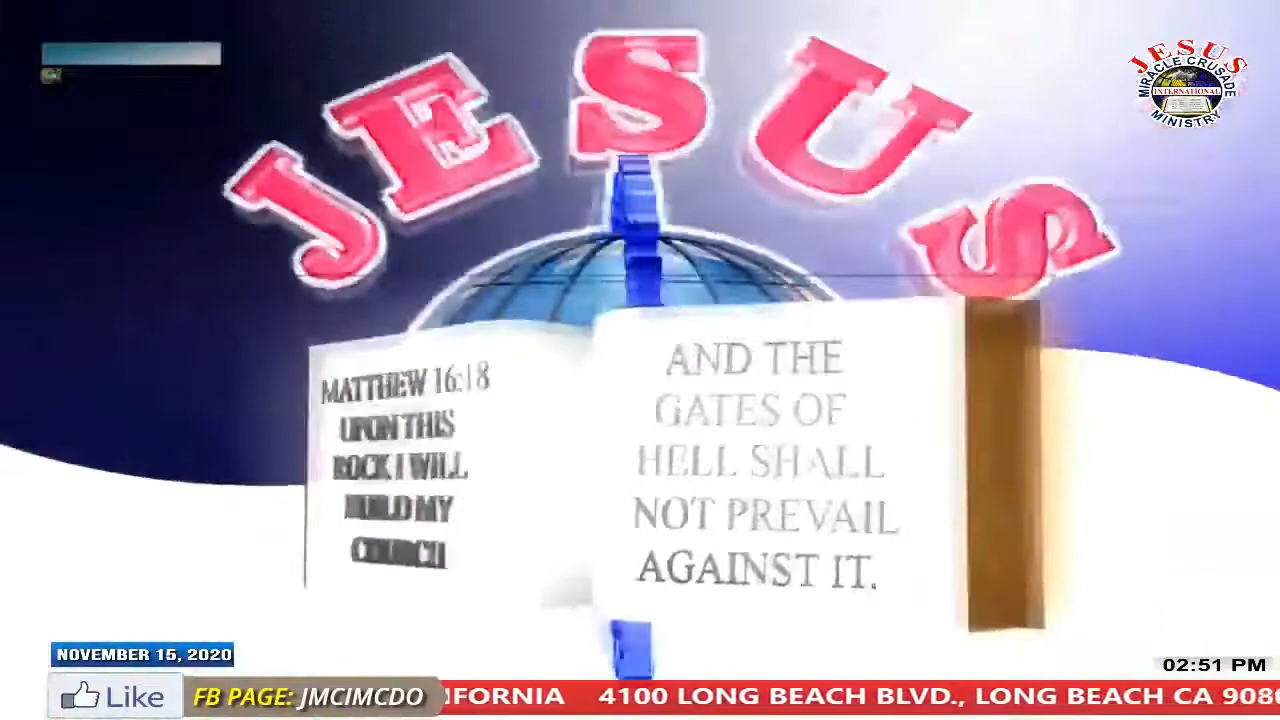 JESUS
JESUS
MIRACLE CRUSADE
INTERNATIONAL
MINISTRY
MATTHEW 16:18
UPON THIS
ROCK I WILL
BUILD MY
CHURCH
AND THE
GATES OF
HELL SHALL
NOT PREVAIL
AGAINST IT.
NOVEMBER 15, 2020
02:51 PM
Like
FB PAGE: JMCIMCDO
IFORNIA 4100 LONG BEACH BLVD., LONG BEACH CA 9080